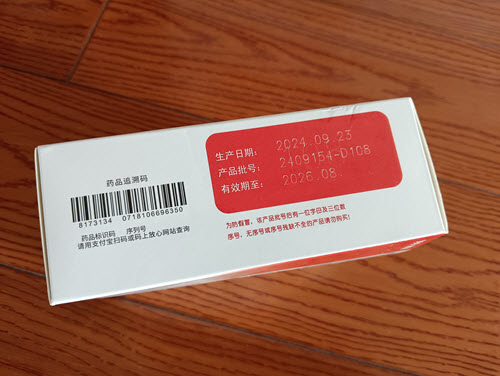 药品追溯码
8173134 0718106696350
药品标识码 序列号
请用支付宝扫码或码上放心网站查询
生产日期: 2024.09.23
产品批号: 2409154-D108
有效期至: 2026.08
为防假冒，该产品批号后有一位字母及三位数
序号，无序号或序号残缺不全的产品请勿购买！